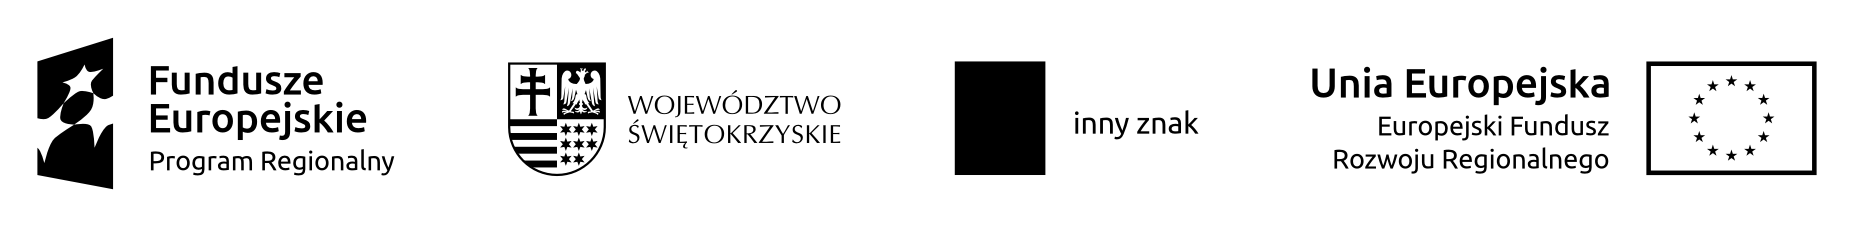 Fundusze
Europejskie
Program Regionalny
WOJEWÓDZTWO
ŚWIĘTOKRZYSKIE
inny znak
Unia Europejska
Europejski Fundusz
Rozwoju Regionalnego